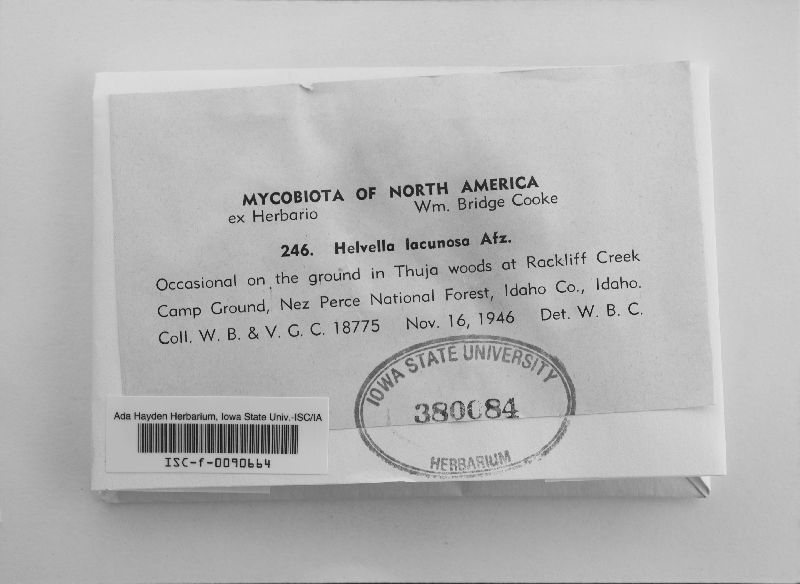 MYCOBIOTA OF NORTH AMERICA
ex Herbario Wm. Bridge Cooke
246. Helvella lacunosa Afz.
Occasional on the ground in Thuja woods at Rackliff Creek
Camp Ground, Nez Perce National Forest, Idaho Co., Idaho.
Coll. W. B. & V. G. C. 18775 Nov. 16, 1946 Det. W. B. C.
IOWA STATE UNIVERSITY
380084
HERBARIUM
Ada Hayden Herbarium, Iowa State Univ.-ISC/IA
ISC-f-0090664